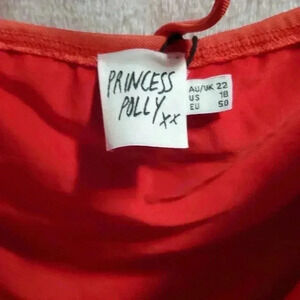 PRINCESS
POLLY xx
AU/UK 22
US 18
EU 50